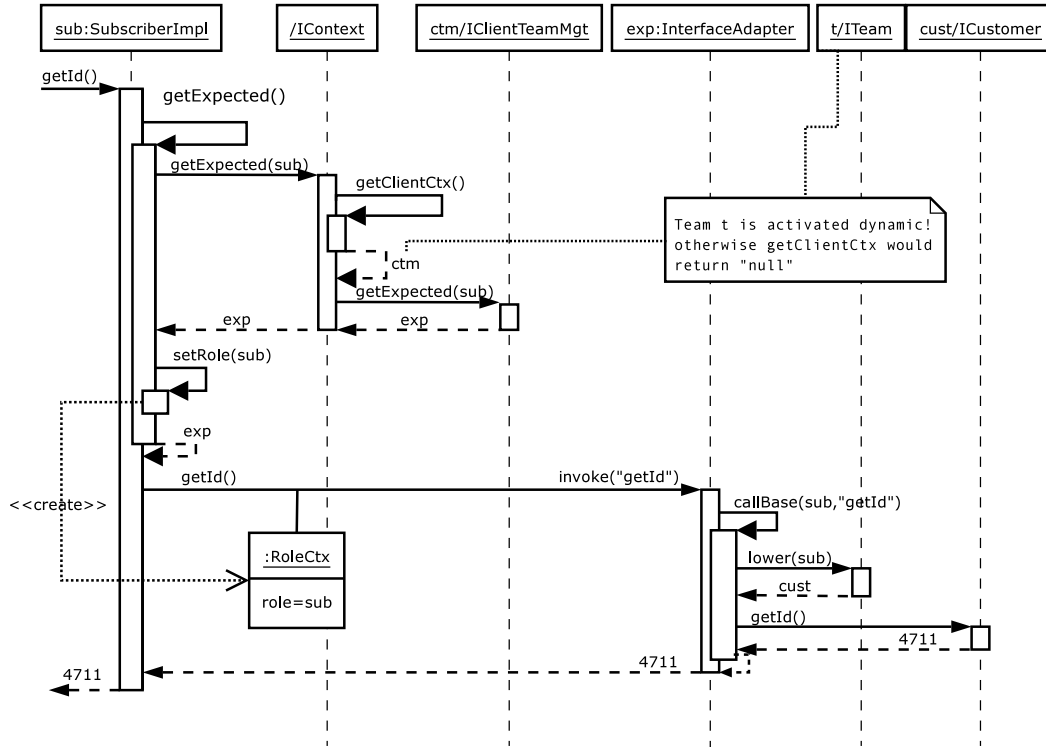 sub:SubscriberImpl
/IContext
ctm/IClientTeamMgt
exp:InterfaceAdapter
t/ITeam
cust/ICustomer
getId()
getExpected()
getExpected(sub)
getClientCtx()
Team t is activated dynamic!
otherwise getClientCtx would
return "null"
ctm
getExpected(sub)
exp
exp
setRole(sub)
exp
getId()
invoke("getId")
<<create>>
callBase(sub,"getId")
:RoleCtx
lower(sub)
cust
role=sub
getId()
4711
4711
4711